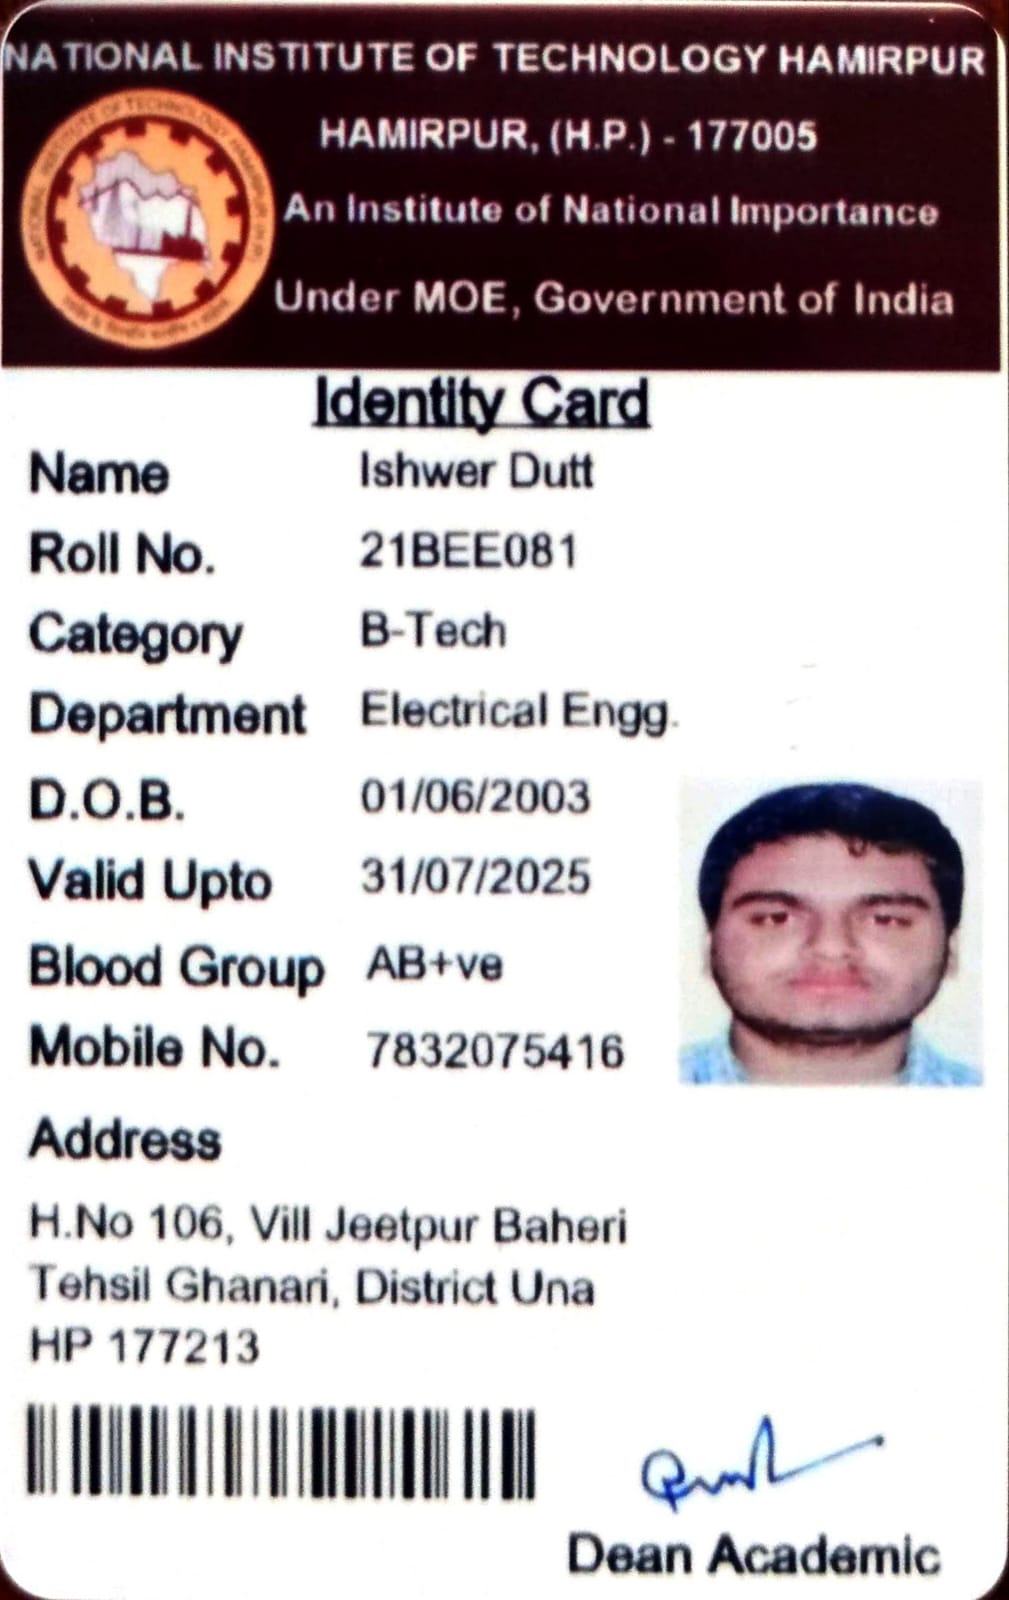 NATIONAL INSTITUTE OF TECHNOLOGY HAMIRPUR
HAMIRPUR, (H.P.) - 177005
An Institute of National Importance
Under MOE, Government of India
Identity Card
Name Ishwer Dutt
Roll No. 21BEE081
Category B-Tech
Department Electrical Engg.
D.O.B. 01/06/2003
Valid Upto 31/07/2025
Blood Group AB+ve
Mobile No. 7832075416
Address
H.No 106, Vill Jeetpur Baheri
Tehsil Ghanari, District Una
HP 177213
Dean Academic